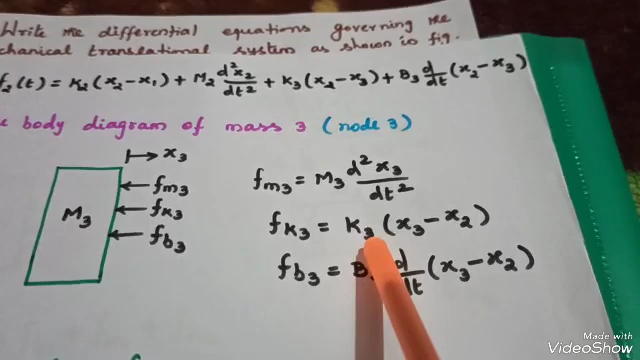 Write the differential equations governing the
chanical translational system as shown in fig.
f₂(t) = K₂(x₂-x₁) + M₂ d²x₂/dt² + K₃(x₂-x₃) + B₃ d/dt (x₂-x₃)
e body diagram of mass 3 (node 3)
x₃
M₃
fm₃
fK₃
fb₃
fm₃ = M₃ d²x₃/dt²
fK₃ = K₃ (x₃-x₂)
fb₃ = B₃ d/dt (x₃-x₂)
Made with
VideoShow